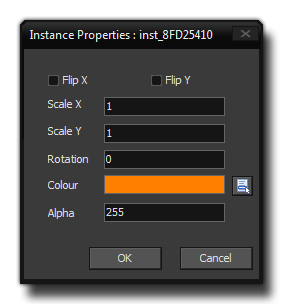 Instance Properties : inst_8FD25410
Flip X Flip Y
Scale X 1
Scale Y 1
Rotation 0
Colour
Alpha 255
OK Cancel